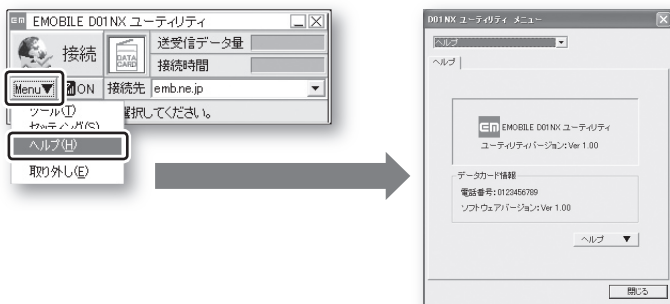 EMOBILE D01NX ユーティリティ
接続
DATA CARD
送受信データ量
接続時間
Menu▼
ON
接続先
emb.ne.jp
ツール(T)
選択してください。
セッティング(S)
ヘルプ(H)
取り外し(E)
D01NX ユーティリティ メニュー
ヘルプ
ヘルプ
EMOBILE D01NX ユーティリティ
ユーティリティバージョン: Ver 1.00
データカード情報
電話番号: 0123456789
ソフトウェアバージョン: Ver 1.00
ヘルプ ▼
閉じる